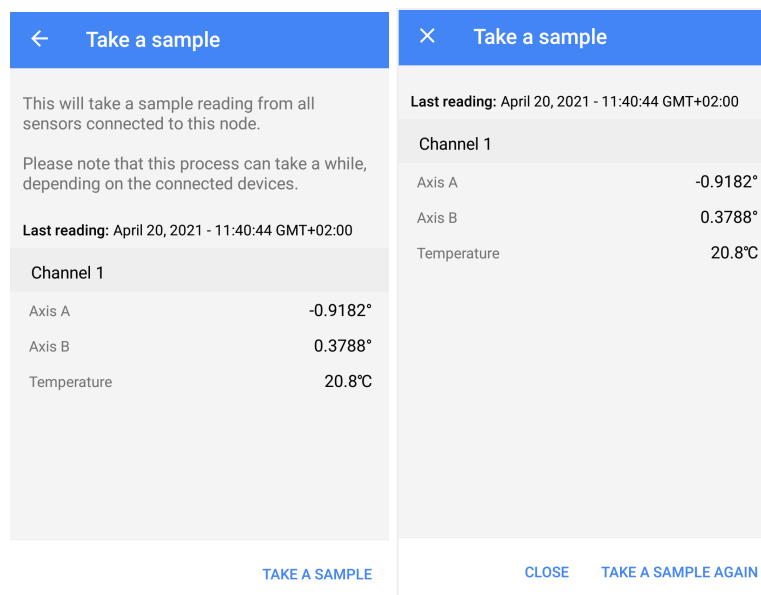 Take a sample
This will take a sample reading from all
sensors connected to this node.
Please note that this process can take a while,
depending on the connected devices.
Last reading: April 20, 2021 - 11:40:44 GMT+02:00
Channel 1
Axis A -0.9182°
Axis B 0.3788°
Temperature 20.8℃
TAKE A SAMPLE
Take a sample
Last reading: April 20, 2021 - 11:40:44 GMT+02:00
Channel 1
Axis A -0.9182°
Axis B 0.3788°
Temperature 20.8℃
CLOSE TAKE A SAMPLE AGAIN